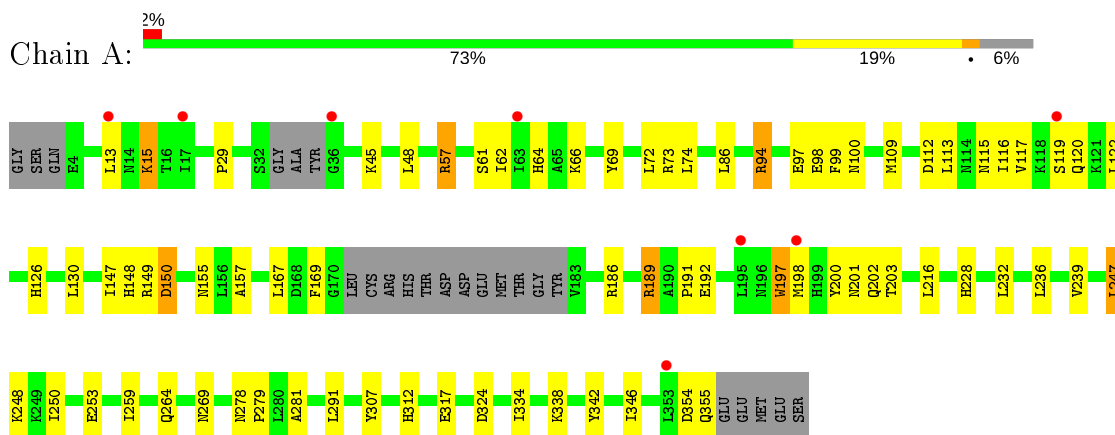 2%
Chain A:
73% 19% • 6%
GLY SER GLN E4 L13 N14 K15 T16 I17 P29 S32 GLY ALA TYR G36 K45 L48 R57 S61 I62 I63 H64 A65 K66 Y69 L72 L73 L74 L86 R94 E97 E98 F99 N100 M109 D112 L113 N114 N115 I116 V117 K118 S119 Q120 K121 L122
H126 L130 I147 H148 R149 D150 N155 L156 A157 L167 D168 F169 G170 LEU CYS ARG HIS THR ASP ASP GLU MET THR GLY TYR V183 R186 R189 A190 P191 E192 L195 N196 W197 M198 H199 Y200 N201 Q202 T203 L216 H228 L232 L236 V239 L247
K248 K249 I250 E253 I259 Q264 N269 N278 P279 L280 A281 L291 Y307 H312 E317 D324 I334 K338 Y342 I346 L353 D354 Q355 GLU GLU MET GLU SER